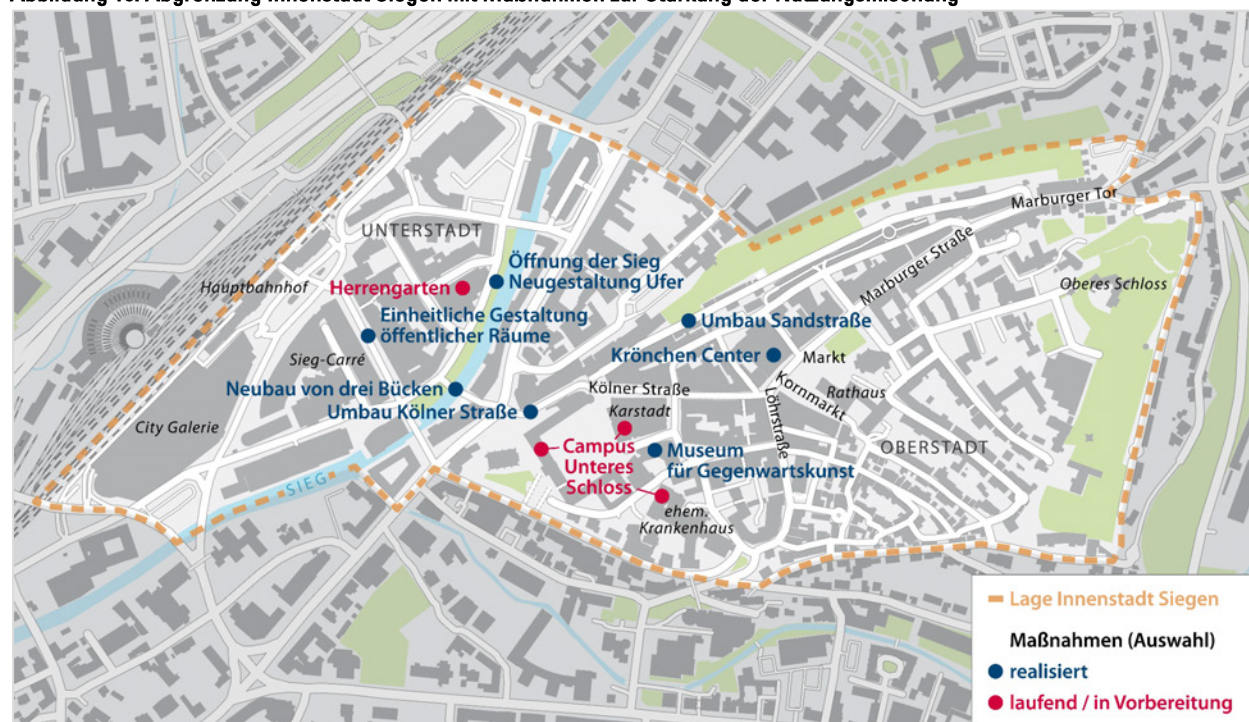 Abbildung 16: Abgrenzung Innenstadt Siegen mit Maßnahmen zur Stärkung der Nutzungsmischung
Marburger Tor
UNTERSTADT
Marburger Straße
Öffnung der Sieg
Neugestaltung Ufer
Hauptbahnhof
Herrengarten
Oberes Schloss
Einheitliche Gestaltung
öffentlicher Räume
Umbau Sandstraße
Sieg-Carré
Krönchen Center
Markt
Neubau von drei Bücken
Kölner Straße
Kornmarkt
Rathaus
Umbau Kölner Straße
Karstadt
Löhrstraße
City Galerie
Campus
Unteres
Schloss
Museum
für Gegenwartskunst
OBERSTADT
SIEG
ehem.
Krankenhaus
Lage Innenstadt Siegen
Maßnahmen (Auswahl)
realisiert
laufend / in Vorbereitung